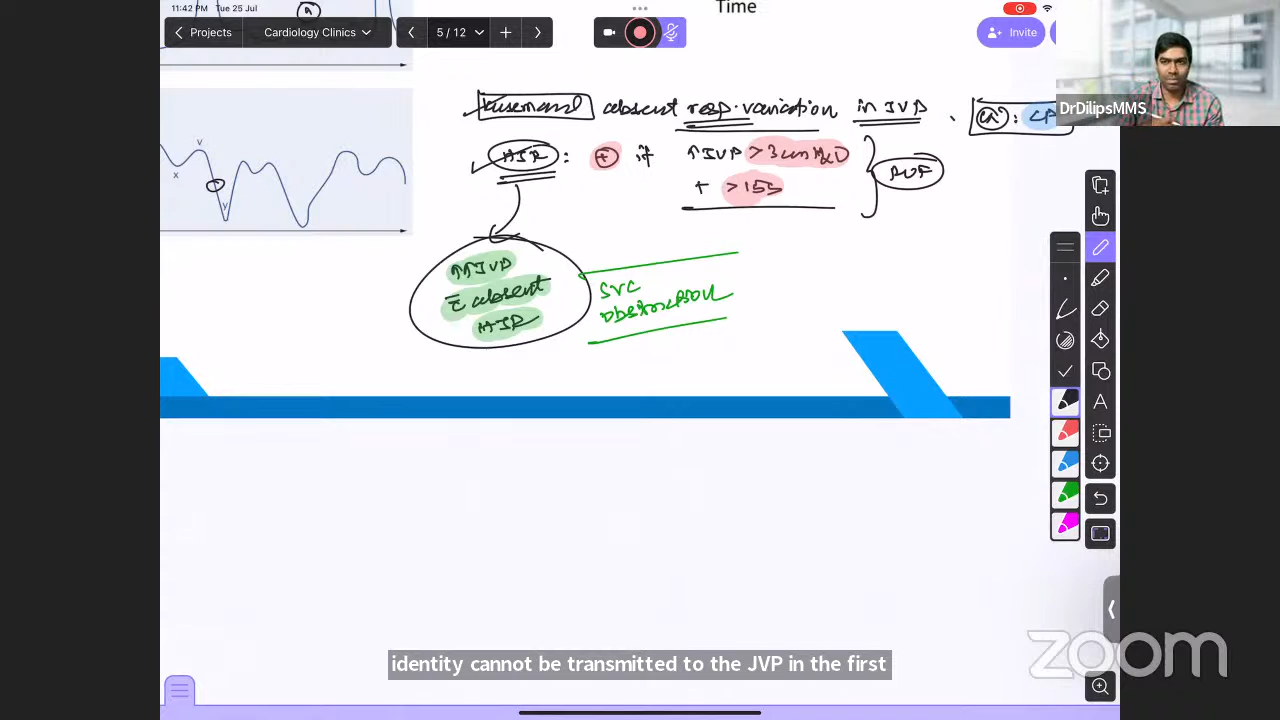 11:42 PM Tue 25 Jul
Time
Projects
Cardiology Clinics
5 / 12
Invite
a
DrDilipsMMS
Kussmaul absent resp. variation in JVP
HJR : + if ↑JVP >3cm H2O
+ >15s
RVF
v
x
y
↑↑JVP
c absent
HJR
SVC
obstruction
A
identity cannot be transmitted to the JVP in the first
zoom